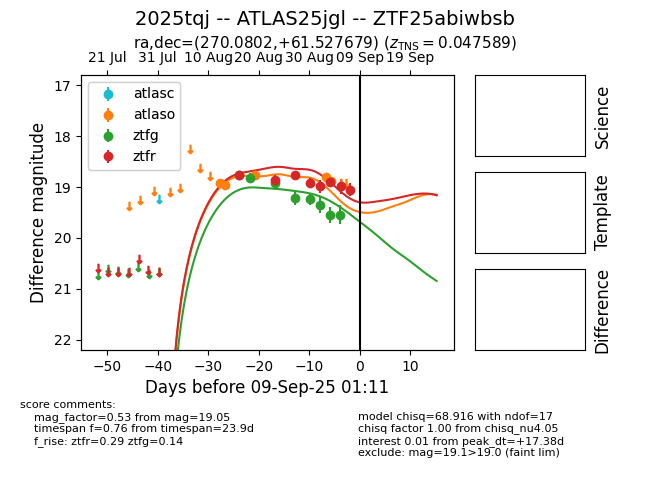 2025tqj -- ATLAS25jgl -- ZTF25abiwbsb
ra,dec=(270.0802,+61.527679) (z_TNS = 0.047589)
21 Jul 31 Jul 10 Aug 20 Aug 30 Aug 09 Sep 19 Sep
atlasc
atlaso
ztfg
ztfr
17
18
19
20
21
22
Difference magnitude
−50 −40 −30 −20 −10 0 10
Days before 09-Sep-25 01:11
Science
Template
Difference
score comments:
mag_factor=0.53 from mag=19.05
timespan f=0.76 from timespan=23.9d
f_rise: ztfr=0.29 ztfg=0.14
model chisq=68.916 with ndof=17
chisq factor 1.00 from chisq_nu4.05
interest 0.01 from peak_dt=+17.38d
exclude: mag=19.1>19.0 (faint lim)